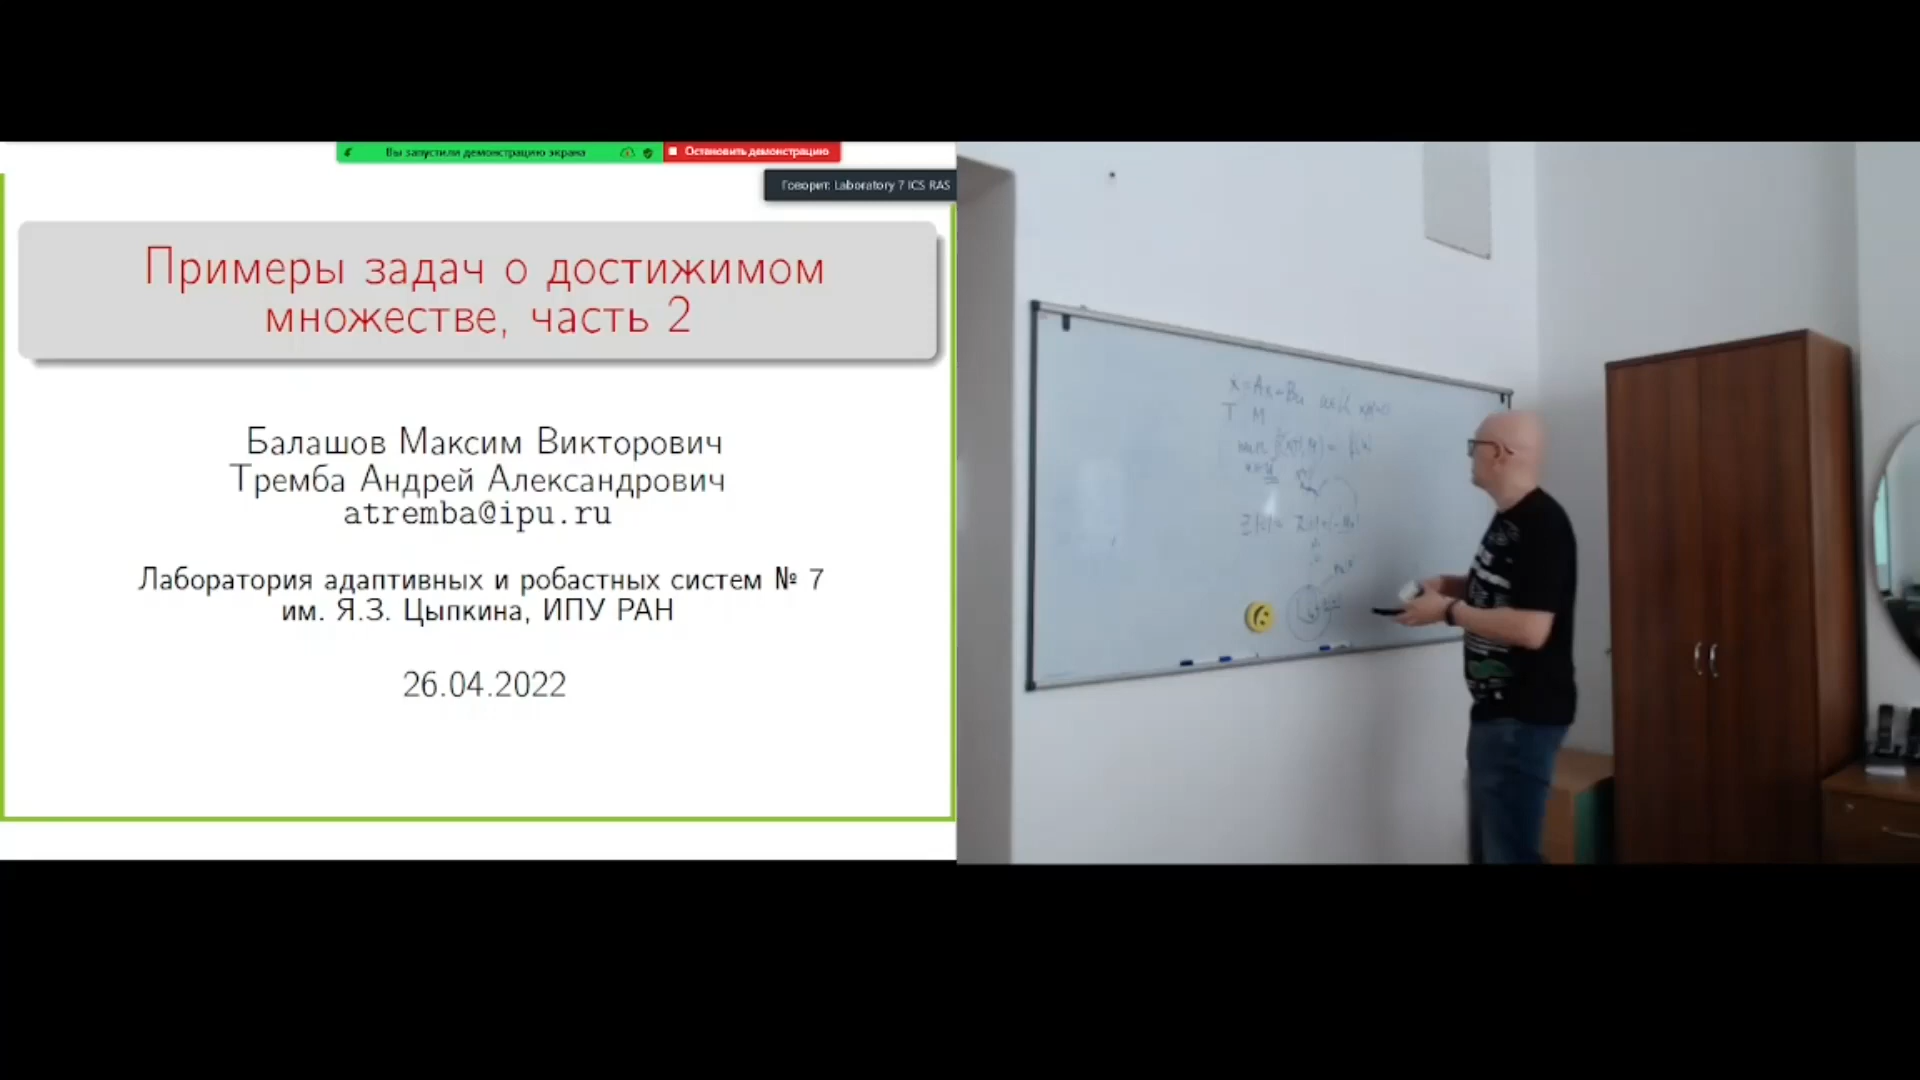 Вы запустили демонстрацию экрана
Остановить демонстрацию
Говорит: Laboratory 7 ICS RAS
Примеры задач о достижимом
множестве, часть 2
Балашов Максим Викторович
Тремба Андрей Александрович
atremba@ipu.ru
Лаборатория адаптивных и робастных систем № 7
им. Я.З. Цыпкина, ИПУ РАН
26.04.2022
T M